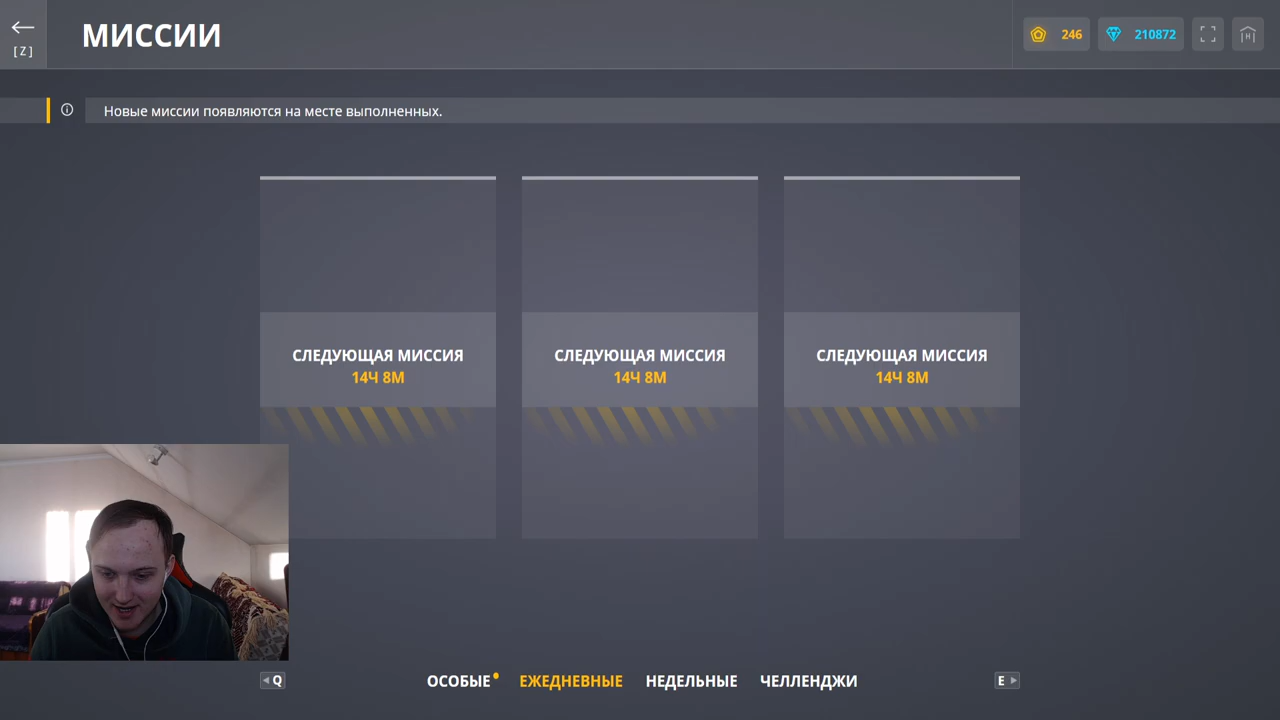 МИССИИ
[Z]
246
210872
Новые миссии появляются на месте выполненных.
СЛЕДУЮЩАЯ МИССИЯ
14Ч 8М
СЛЕДУЮЩАЯ МИССИЯ
14Ч 8М
СЛЕДУЮЩАЯ МИССИЯ
14Ч 8М
Q
ОСОБЫЕ
ЕЖЕДНЕВНЫЕ
НЕДЕЛЬНЫЕ
ЧЕЛЛЕНДЖИ
E